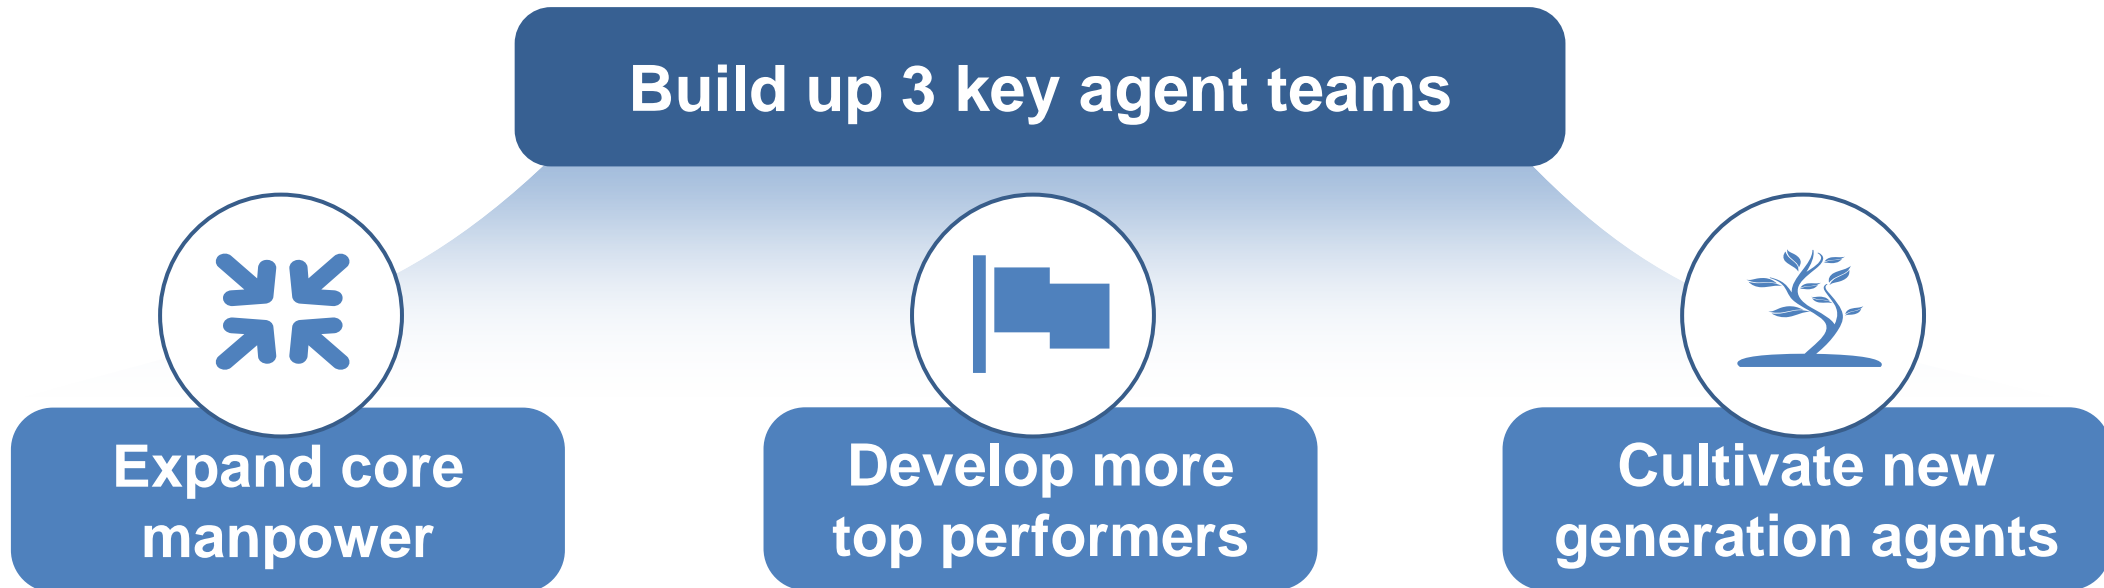 Build up 3 key agent teams
Expand core
manpower
Develop more
top performers
Cultivate new
generation agents